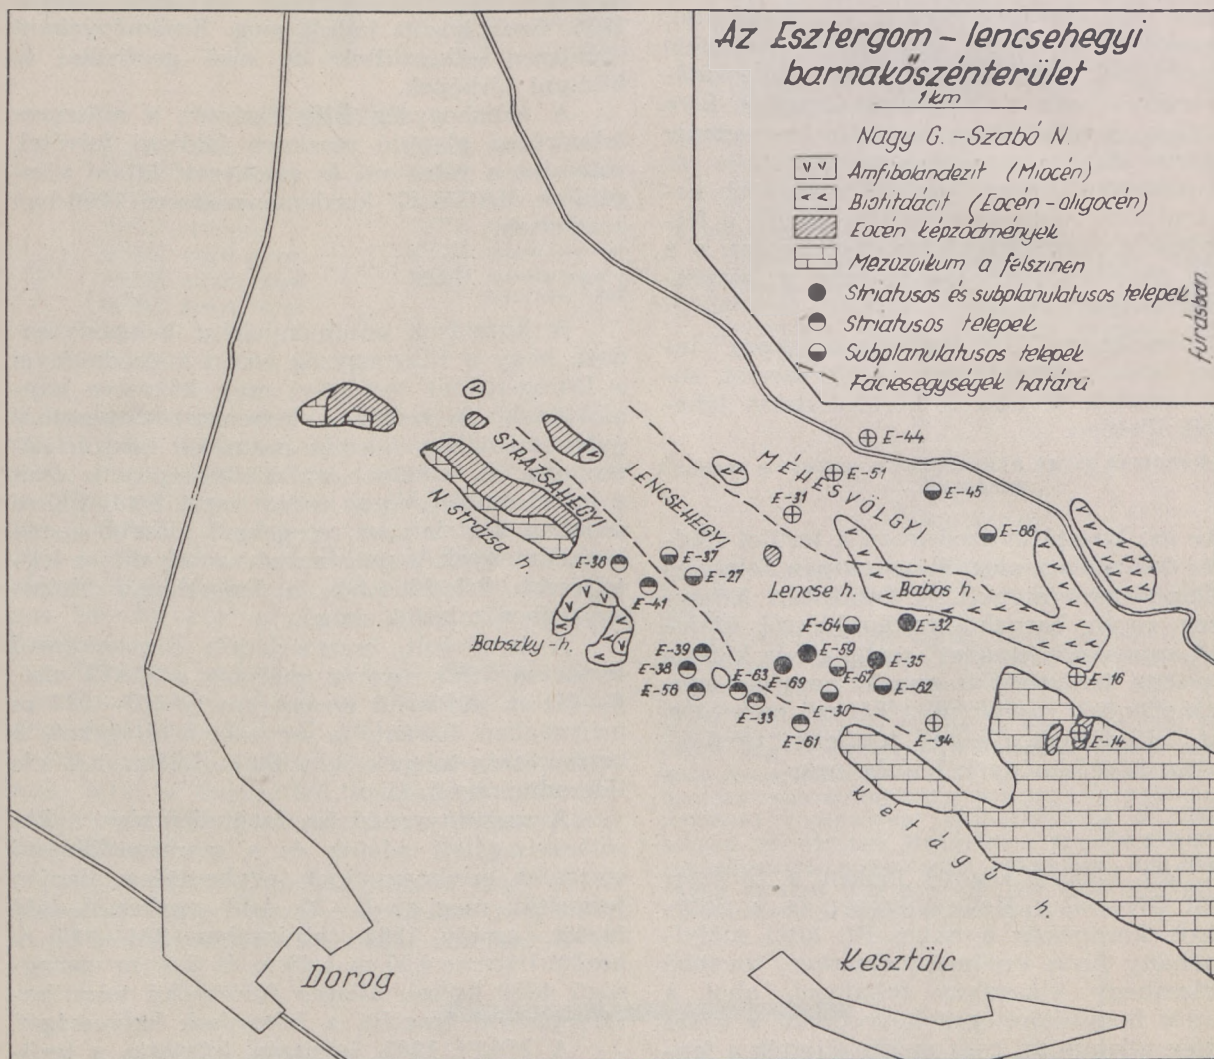 Az Esztergom – lencsehegyi
barnakőszénterület
1 km
Nagy G. – Szabó N.
Amfibolandezit (Miocén)
Biotitdácit (Eocén-oligocén)
Eocén képződmények
Mezozoikum a felszínen
Striatusos és subplanulatusos telepek
Striatusos telepek
Subplanulatusos telepek
fúrásban
Fáciesegységek határa
E-44
MÉHESVÖLGYI
E-51
E-45
E-31
E-66
STRÁZSAHEGYI
LENCSEHEGYI
N. strázsa h.
E-36
E-37
E-27
E-41
Lencse h.
Babos h.
Babszky-h.
E-64
E-32
E-39
E-59
E-35
E-38
E-63
E-69
E-67
E-62
E-16
E-56
E-33
E-30
E-61
E-34
E-14
Kétágú h.
Dorog
Kesztölc